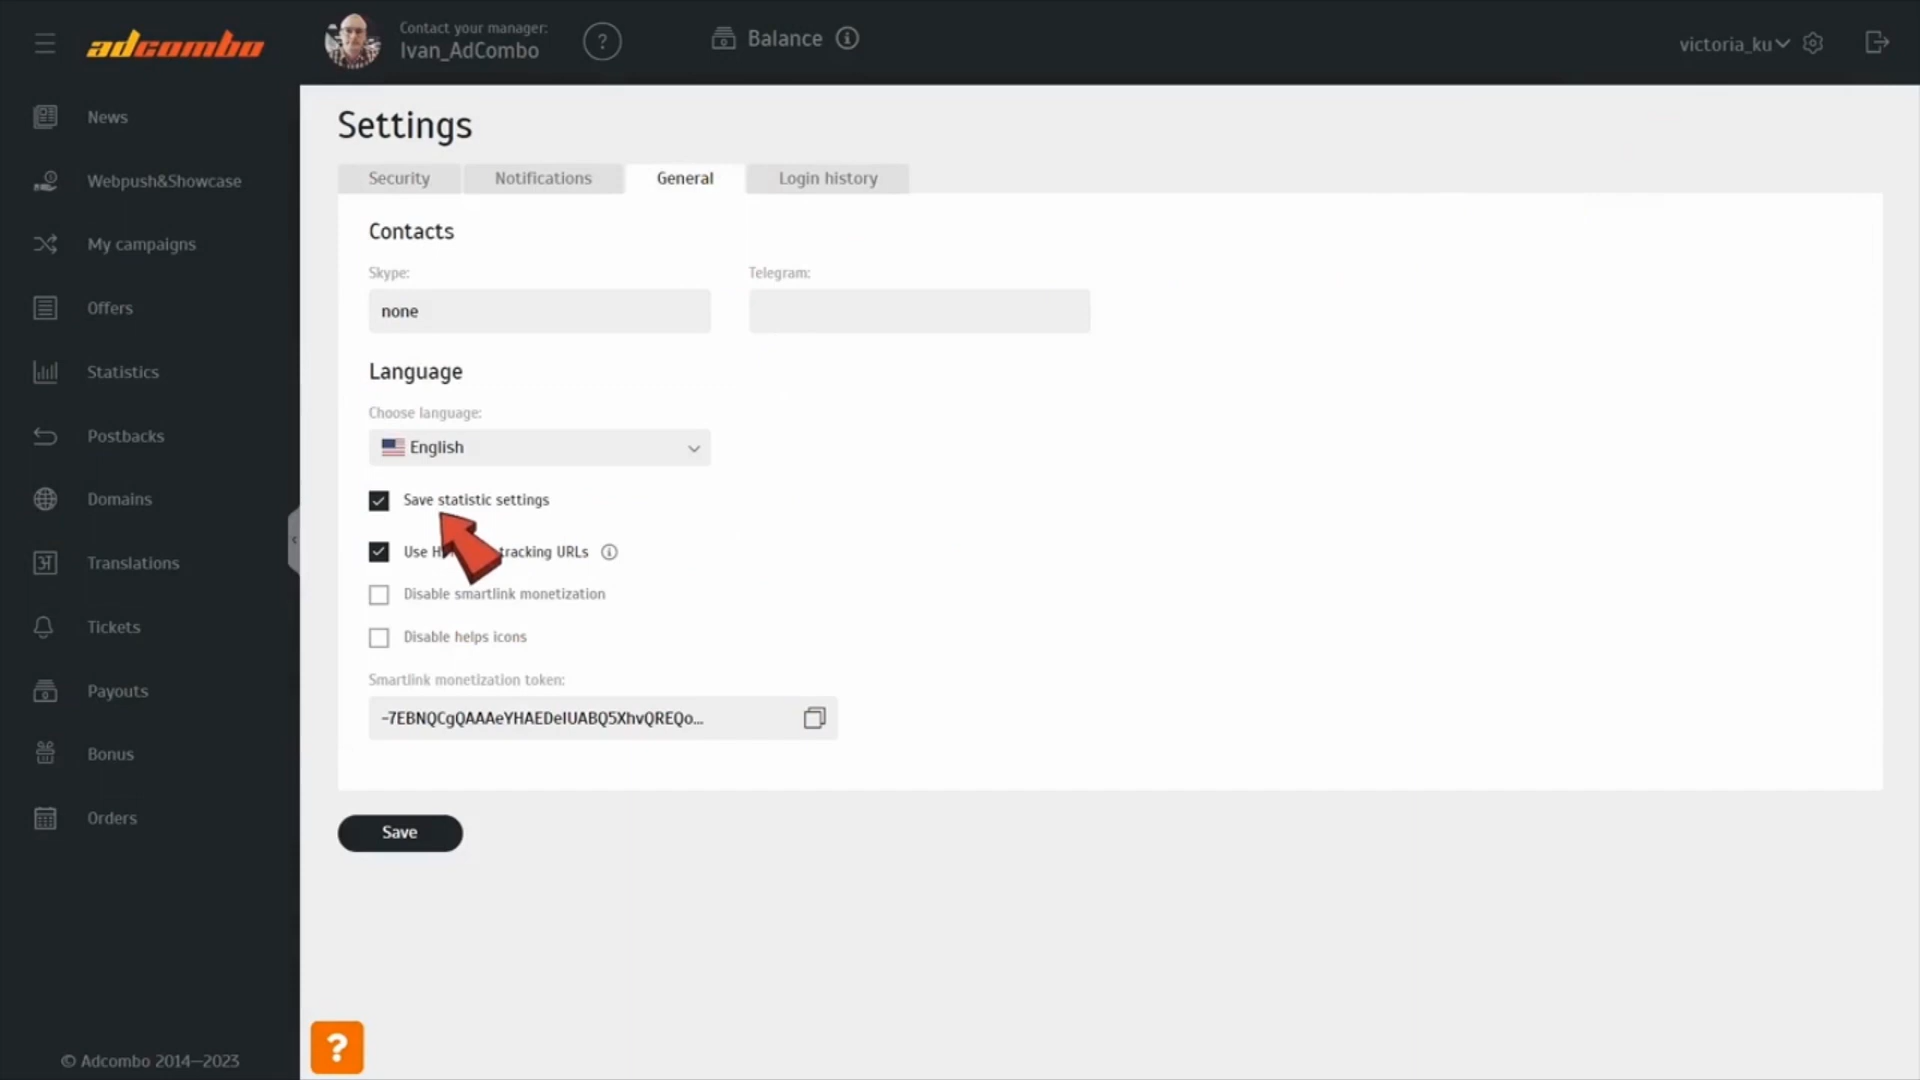 adcombo
Contact your manager:
Ivan_AdCombo
?
Balance
victoria_ku
News
Webpush&Showcase
My campaigns
Offers
Statistics
Postbacks
Domains
Translations
Tickets
Payouts
Bonus
Orders
© Adcombo 2014—2023
Settings
Security
Notifications
General
Login history
Contacts
Skype:
Telegram:
none
Language
Choose language:
English
Save statistic settings
Use tracking URLs
Disable smartlink monetization
Disable helps icons
Smartlink monetization token:
-7EBNQCgQAAAeYHAEDeIUABQ5XhvQREQo...
Save
?